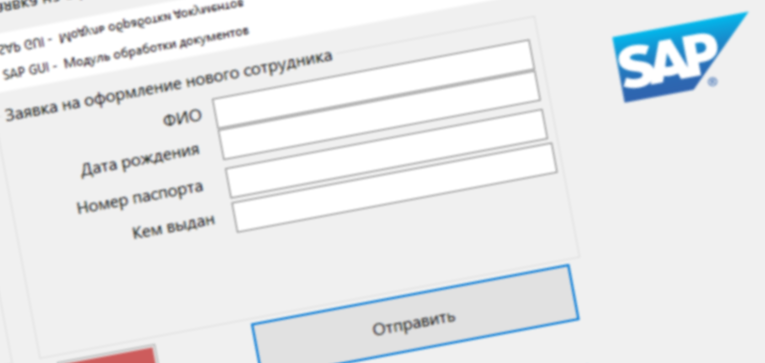 SAP GUI - Модуль обработки документов
SAP GUI - Модуль обработки документов
Заявка на оформление нового сотрудника
ФИО
Дата рождения
Номер паспорта
Кем выдан
Отправить
SAP
®